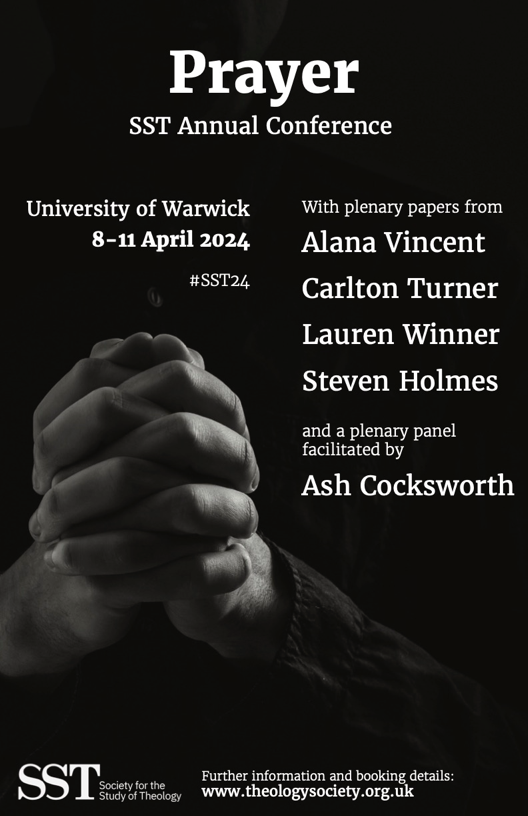 Prayer
SST Annual Conference
University of Warwick
8-11 April 2024
#SST24
With plenary papers from
Alana Vincent
Carlton Turner
Lauren Winner
Steven Holmes
and a plenary panel
facilitated by
Ash Cocksworth
SST
Society for the
Study of Theology
Further information and booking details:
www.theologysociety.org.uk